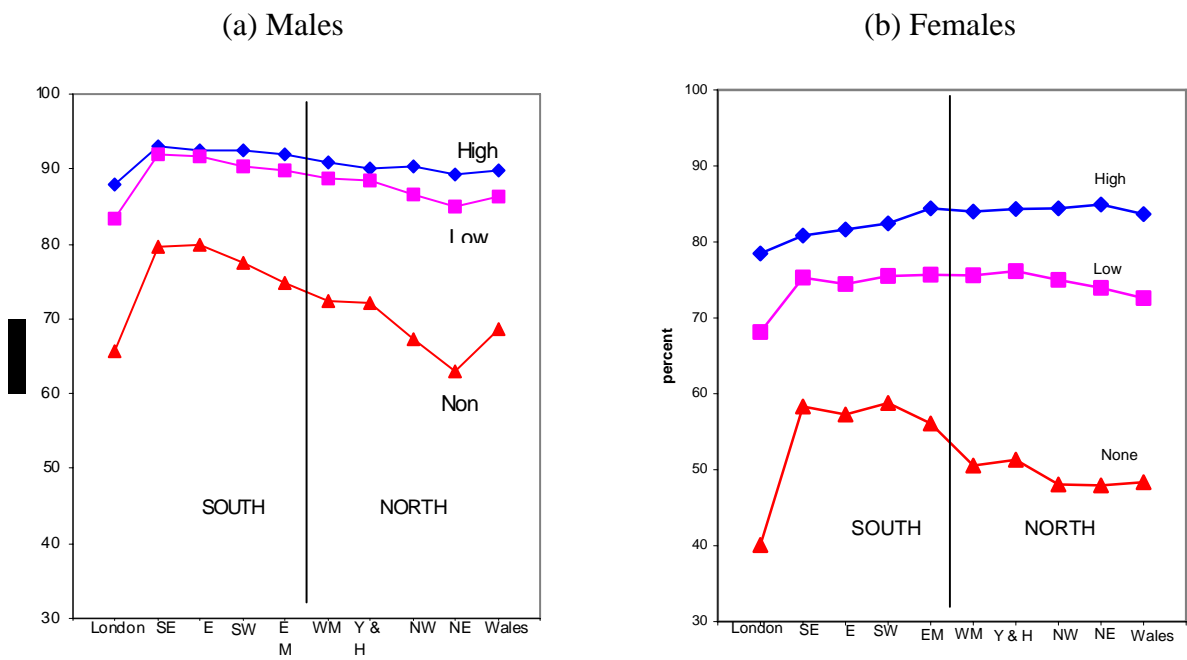 (a) Males
100
90
80
70
60
50
40
30
High
Low
Non
SOUTH
NORTH
London
SE
E
SW
E
M
WM
Y &
H
NW
NE
Wales
(b) Females
percent
100
90
80
70
60
50
40
30
High
Low
None
SOUTH
NORTH
London
SE
E
SW
EM
WM
Y & H
NW
NE
Wales